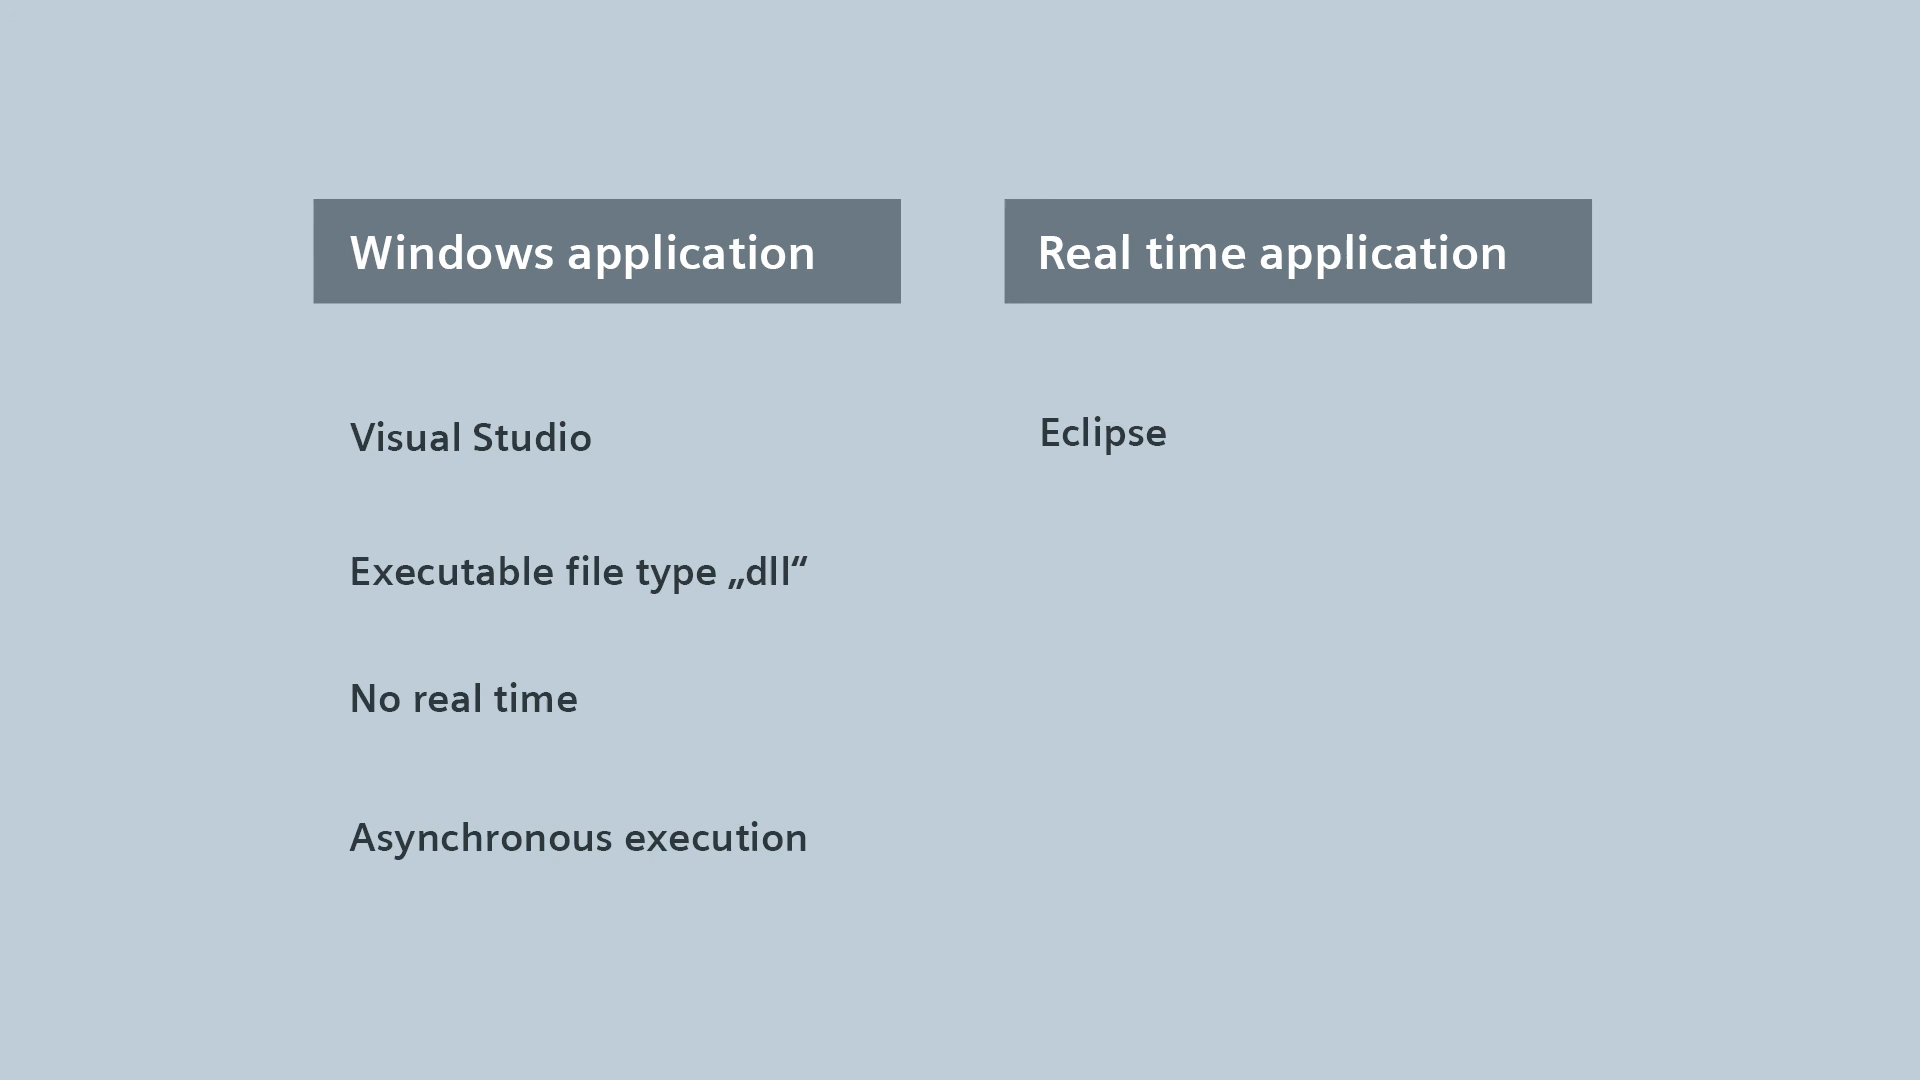 Windows application
Real time application
Visual Studio
Eclipse
Executable file type „dll“
No real time
Asynchronous execution